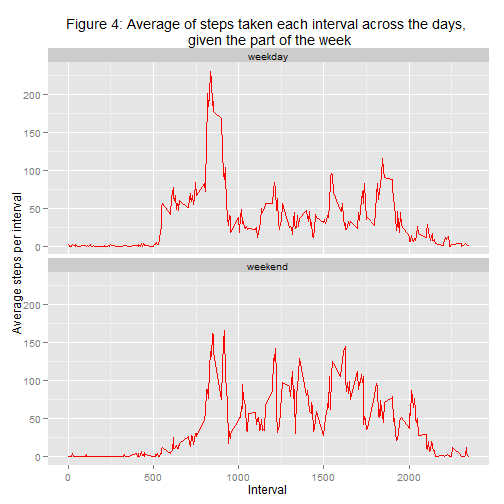 Figure 4: Average of steps taken each interval across the days,
given the part of the week
weekday
200
150
100
50
0
weekend
200
150
100
50
0
Average steps per interval
0 500 1000 1500 2000
Interval